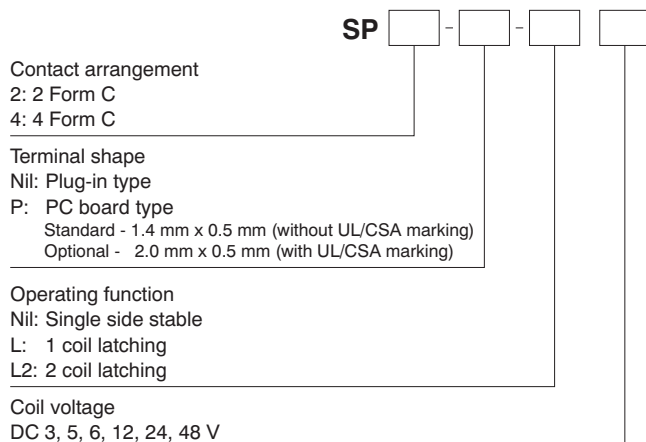 SP - -
Contact arrangement
2: 2 Form C
4: 4 Form C
Terminal shape
Nil: Plug-in type
P: PC board type
Standard - 1.4 mm x 0.5 mm (without UL/CSA marking)
Optional - 2.0 mm x 0.5 mm (with UL/CSA marking)
Operating function
Nil: Single side stable
L: 1 coil latching
L2: 2 coil latching
Coil voltage
DC 3, 5, 6, 12, 24, 48 V